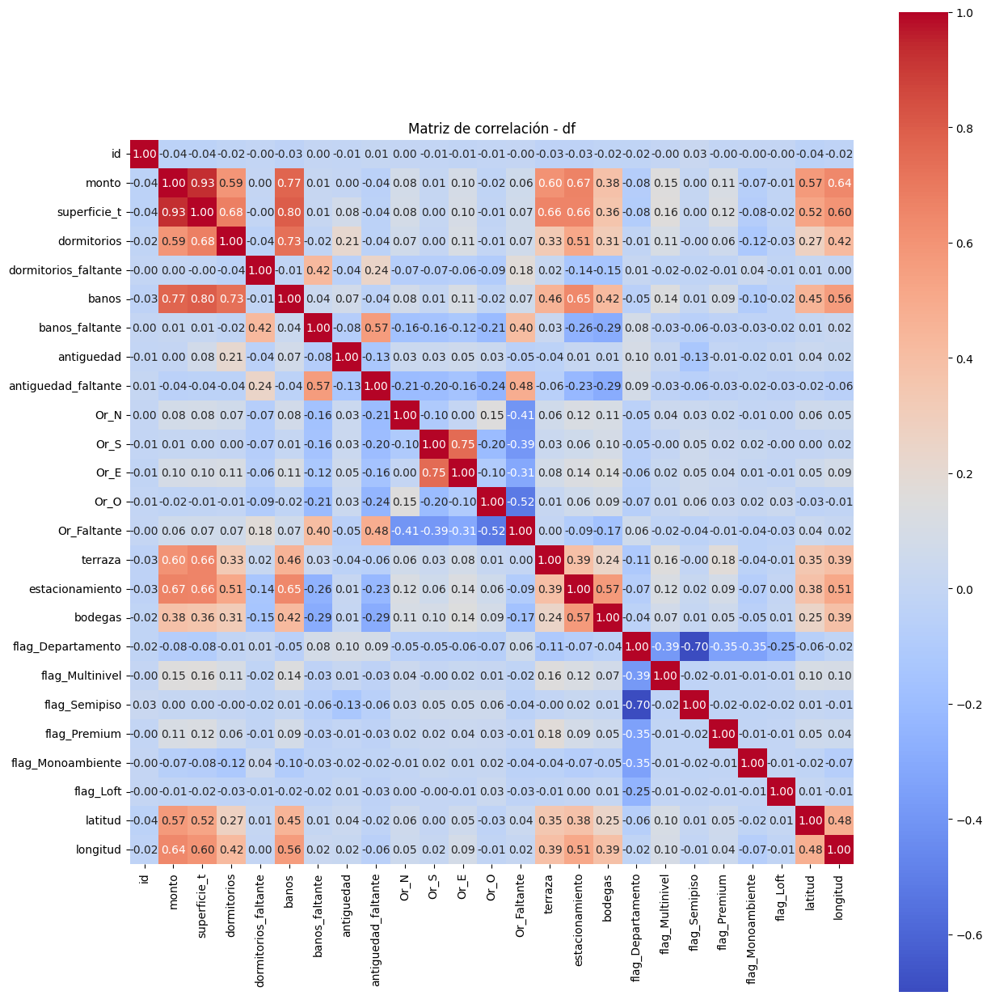 Matriz de correlación - df
id 1.00 -0.04 -0.04 -0.02 -0.00 -0.03 0.00 -0.01 0.01 0.00 -0.01 -0.01 -0.01 -0.00 -0.03 -0.03 -0.02 -0.02 -0.00 0.03 -0.00 -0.00 -0.00 -0.04 -0.02
monto -0.04 1.00 0.93 0.59 0.00 0.77 0.01 0.00 -0.04 0.08 0.01 0.10 -0.02 0.06 0.60 0.67 0.38 -0.08 0.15 0.00 0.11 -0.07 -0.01 0.57 0.64
superficie_t -0.04 0.93 1.00 0.68 -0.00 0.80 0.01 0.08 -0.04 0.08 0.00 0.10 -0.01 0.07 0.66 0.66 0.36 -0.08 0.16 0.00 0.12 -0.08 -0.02 0.52 0.60
dormitorios -0.02 0.59 0.68 1.00 -0.04 0.73 -0.02 0.21 -0.04 0.07 0.00 0.11 -0.01 0.07 0.33 0.51 0.31 -0.01 0.11 -0.00 0.06 -0.12 -0.03 0.27 0.42
dormitorios_faltante -0.00 0.00 -0.00 -0.04 1.00 -0.01 0.42 -0.04 0.24 -0.07 -0.07 -0.06 -0.09 0.18 0.02 -0.14 -0.15 0.01 -0.02 -0.02 -0.01 0.04 -0.01 0.01 0.00
banos -0.03 0.77 0.80 0.73 -0.01 1.00 0.04 0.07 -0.04 0.08 0.01 0.11 -0.02 0.07 0.46 0.65 0.42 -0.05 0.14 0.01 0.09 -0.10 -0.02 0.45 0.56
banos_faltante 0.00 0.01 0.01 -0.02 0.42 0.04 1.00 -0.08 0.57 -0.16 -0.16 -0.12 -0.21 0.40 0.03 -0.26 -0.29 0.08 -0.03 -0.06 -0.03 -0.03 -0.02 0.01 0.02
antiguedad -0.01 0.00 0.08 0.21 -0.04 0.07 -0.08 1.00 -0.13 0.03 0.03 0.05 0.03 -0.05 -0.04 0.01 0.01 0.10 0.01 -0.13 -0.01 -0.02 0.01 0.04 0.02
antiguedad_faltante 0.01 -0.04 -0.04 -0.04 0.24 -0.04 0.57 -0.13 1.00 -0.21 -0.20 -0.16 -0.24 0.48 -0.06 -0.23 -0.29 0.09 -0.03 -0.06 -0.03 -0.02 -0.03 -0.02 -0.06
Or_N 0.00 0.08 0.08 0.07 -0.07 0.08 -0.16 0.03 -0.21 1.00 -0.10 0.00 0.15 -0.41 0.06 0.12 0.11 -0.05 0.04 0.03 0.02 -0.01 0.00 0.06 0.05
Or_S -0.01 0.01 0.00 0.00 -0.07 0.01 -0.16 0.03 -0.20 -0.10 1.00 0.75 -0.20 -0.39 0.03 0.06 0.10 -0.05 -0.00 0.05 0.02 0.02 -0.00 0.00 0.02
Or_E -0.01 0.10 0.10 0.11 -0.06 0.11 -0.12 0.05 -0.16 0.00 0.75 1.00 -0.10 -0.31 0.08 0.14 0.14 -0.06 0.02 0.05 0.04 0.01 -0.01 0.05 0.09
Or_O -0.01 -0.02 -0.01 -0.01 -0.09 -0.02 -0.21 0.03 -0.24 0.15 -0.20 -0.10 1.00 -0.52 0.01 0.06 0.09 -0.07 0.01 0.06 0.03 0.02 0.03 -0.03 -0.01
Or_Faltante -0.00 0.06 0.07 0.07 0.18 0.07 0.40 -0.05 0.48 -0.41 -0.39 -0.31 -0.52 1.00 0.00 -0.09 -0.17 0.06 -0.02 -0.04 -0.01 -0.04 -0.03 0.04 0.02
terraza -0.03 0.60 0.66 0.33 0.02 0.46 0.03 -0.04 -0.06 0.06 0.03 0.08 0.01 0.00 1.00 0.39 0.24 -0.11 0.16 -0.00 0.18 -0.04 -0.01 0.35 0.39
estacionamiento -0.03 0.67 0.66 0.51 -0.14 0.65 -0.26 0.01 -0.23 0.12 0.06 0.14 0.06 -0.09 0.39 1.00 0.57 -0.07 0.12 0.02 0.09 -0.07 0.00 0.38 0.51
bodegas -0.02 0.38 0.36 0.31 -0.15 0.42 -0.29 0.01 -0.29 0.11 0.10 0.14 0.09 -0.17 0.24 0.57 1.00 -0.04 0.07 0.01 0.05 -0.05 0.01 0.25 0.39
flag_Departamento -0.02 -0.08 -0.08 -0.01 0.01 -0.05 0.08 0.10 0.09 -0.05 -0.05 -0.06 -0.07 0.06 -0.11 -0.07 -0.04 1.00 -0.39 -0.70 -0.35 -0.35 -0.25 -0.06 -0.02
flag_Multinivel -0.00 0.15 0.16 0.11 -0.02 0.14 -0.03 0.01 -0.03 0.04 -0.00 0.02 0.01 -0.02 0.16 0.12 0.07 -0.39 1.00 -0.02 -0.01 -0.01 -0.01 0.10 0.10
flag_Semipiso 0.03 0.00 0.00 -0.00 -0.02 0.01 -0.06 -0.13 -0.06 0.03 0.05 0.05 0.06 -0.04 -0.00 0.02 0.01 -0.70 -0.02 1.00 -0.02 -0.02 -0.02 0.01 -0.01
flag_Premium -0.00 0.11 0.12 0.06 -0.01 0.09 -0.03 -0.01 -0.03 0.02 0.02 0.04 0.03 -0.01 0.18 0.09 0.05 -0.35 -0.01 -0.02 1.00 -0.01 -0.01 0.05 0.04
flag_Monoambiente -0.00 -0.07 -0.08 -0.12 0.04 -0.10 -0.03 -0.02 -0.02 -0.01 0.02 0.01 0.02 -0.04 -0.04 -0.07 -0.05 -0.35 -0.01 -0.02 -0.01 1.00 -0.01 -0.02 -0.07
flag_Loft -0.00 -0.01 -0.02 -0.03 -0.01 -0.02 -0.02 0.01 -0.03 0.00 -0.00 -0.01 0.03 -0.03 -0.01 0.00 0.01 -0.25 -0.01 -0.02 -0.01 -0.01 1.00 0.01 -0.01
latitud -0.04 0.57 0.52 0.27 0.01 0.45 0.01 0.04 -0.02 0.06 0.00 0.05 -0.03 0.04 0.35 0.38 0.25 -0.06 0.10 0.01 0.05 -0.02 0.01 1.00 0.48
longitud -0.02 0.64 0.60 0.42 0.00 0.56 0.02 0.02 -0.06 0.05 0.02 0.09 -0.01 0.02 0.39 0.51 0.39 -0.02 0.10 -0.01 0.04 -0.07 -0.01 0.48 1.00
id
monto
superficie_t
dormitorios
dormitorios_faltante
banos
banos_faltante
antiguedad
antiguedad_faltante
Or_N
Or_S
Or_E
Or_O
Or_Faltante
terraza
estacionamiento
bodegas
flag_Departamento
flag_Multinivel
flag_Semipiso
flag_Premium
flag_Monoambiente
flag_Loft
latitud
longitud
1.0
0.8
0.6
0.4
0.2
0.0
−0.2
−0.4
−0.6